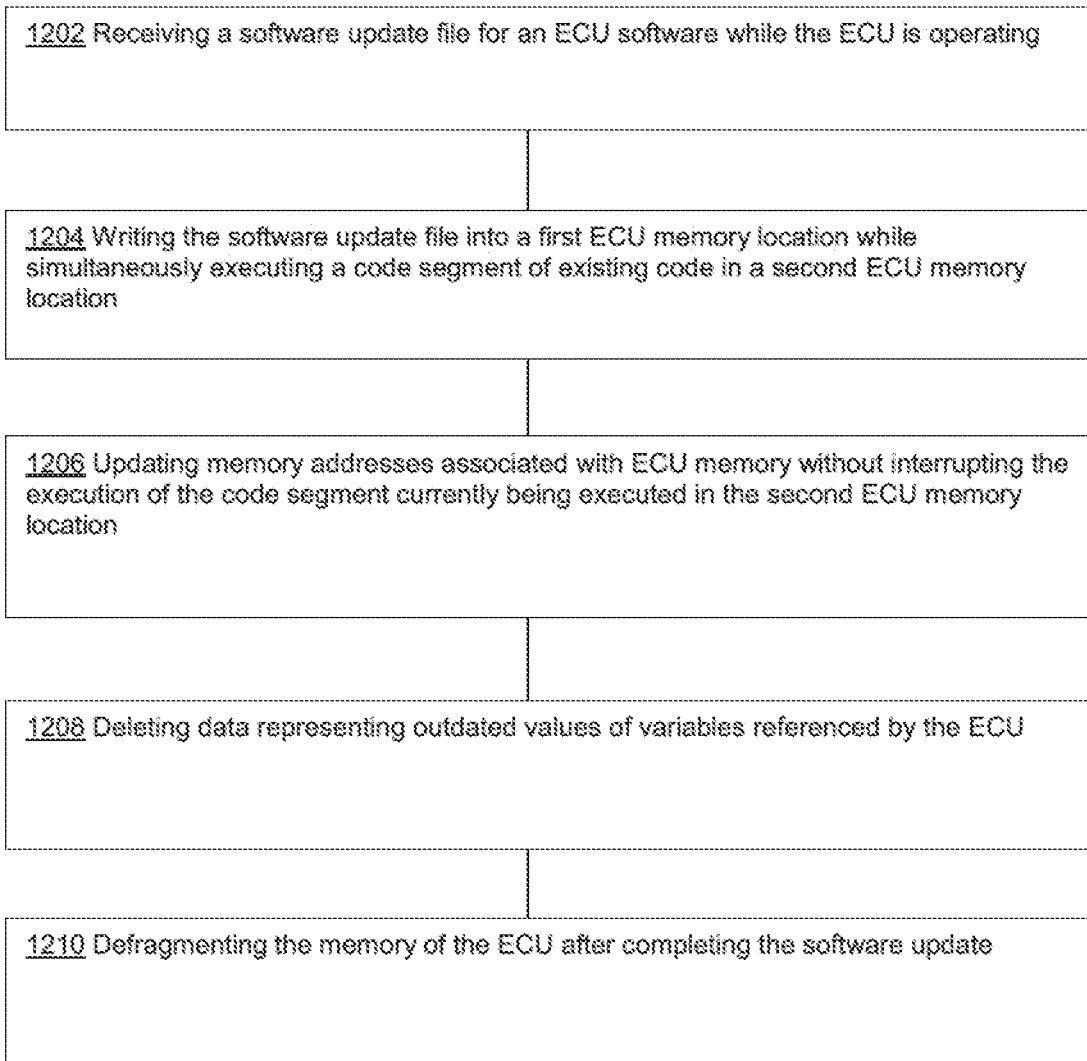 1202 Receiving a software update file for an ECU software while the ECU is operating
1204 Writing the software update file into a first ECU memory location while
simultaneously executing a code segment of existing code in a second ECU memory
location
1206 Updating memory addresses associated with ECU memory without interrupting the
execution of the code segment currently being executed in the second ECU memory
location
1208 Deleting data representing outdated values of variables referenced by the ECU
1210 Defragmenting the memory of the ECU after completing the software update